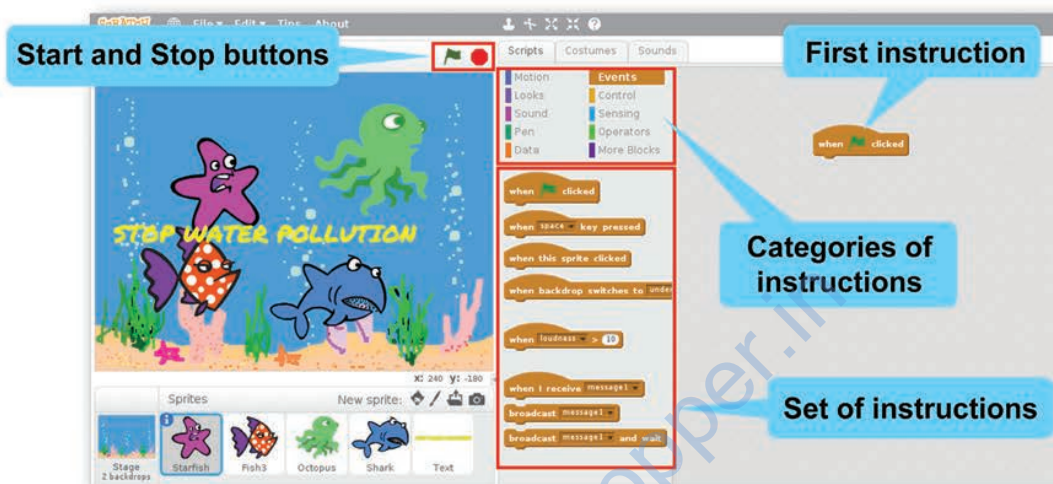 SCRATCH File Edit Tips About
Start and Stop buttons
Scripts Costumes Sounds
First instruction
Motion Events
Looks Control
Sound Sensing
Pen Operators
Data More Blocks
when clicked
STOP WATER POLLUTION
when clicked
when space key pressed
when this sprite clicked
when backdrop switches to
when loudness > 10
when I receive message1
broadcast message1
broadcast message1 and wait
Categories of
instructions
Set of instructions
x: 240 y: -180
Sprites New sprite:
Stage
2 backdrops
Starfish Fish3 Octopus Shark Text